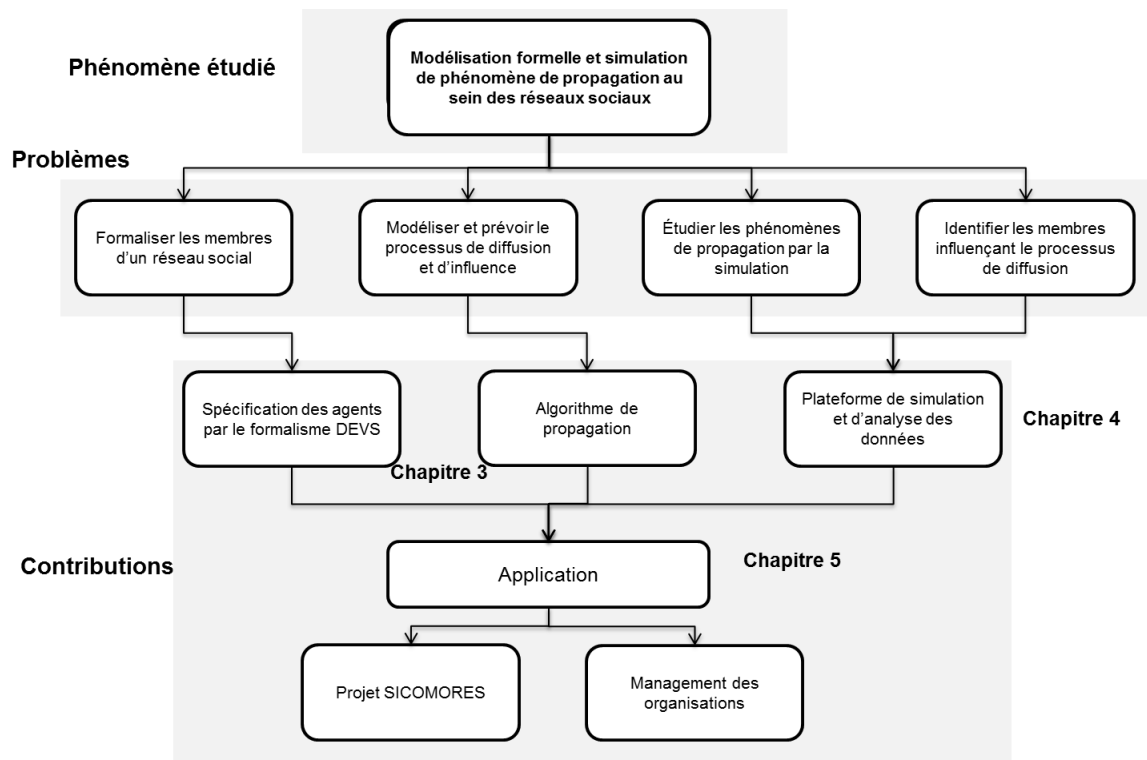 Phénomène étudié
Modélisation formelle et simulation
de phénomène de propagation au
sein des réseaux sociaux
Problèmes
Formaliser les membres
d'un réseau social
Modéliser et prévoir le
processus de diffusion
et d'influence
Étudier les phénomènes
de propagation par la
simulation
Identifier les membres
influençant le processus
de diffusion
Spécification des agents
par le formalisme DEVS
Algorithme de
propagation
Plateforme de simulation
et d'analyse des
données
Chapitre 4
Chapitre 3
Contributions
Application
Chapitre 5
Projet SICOMORES
Management des
organisations